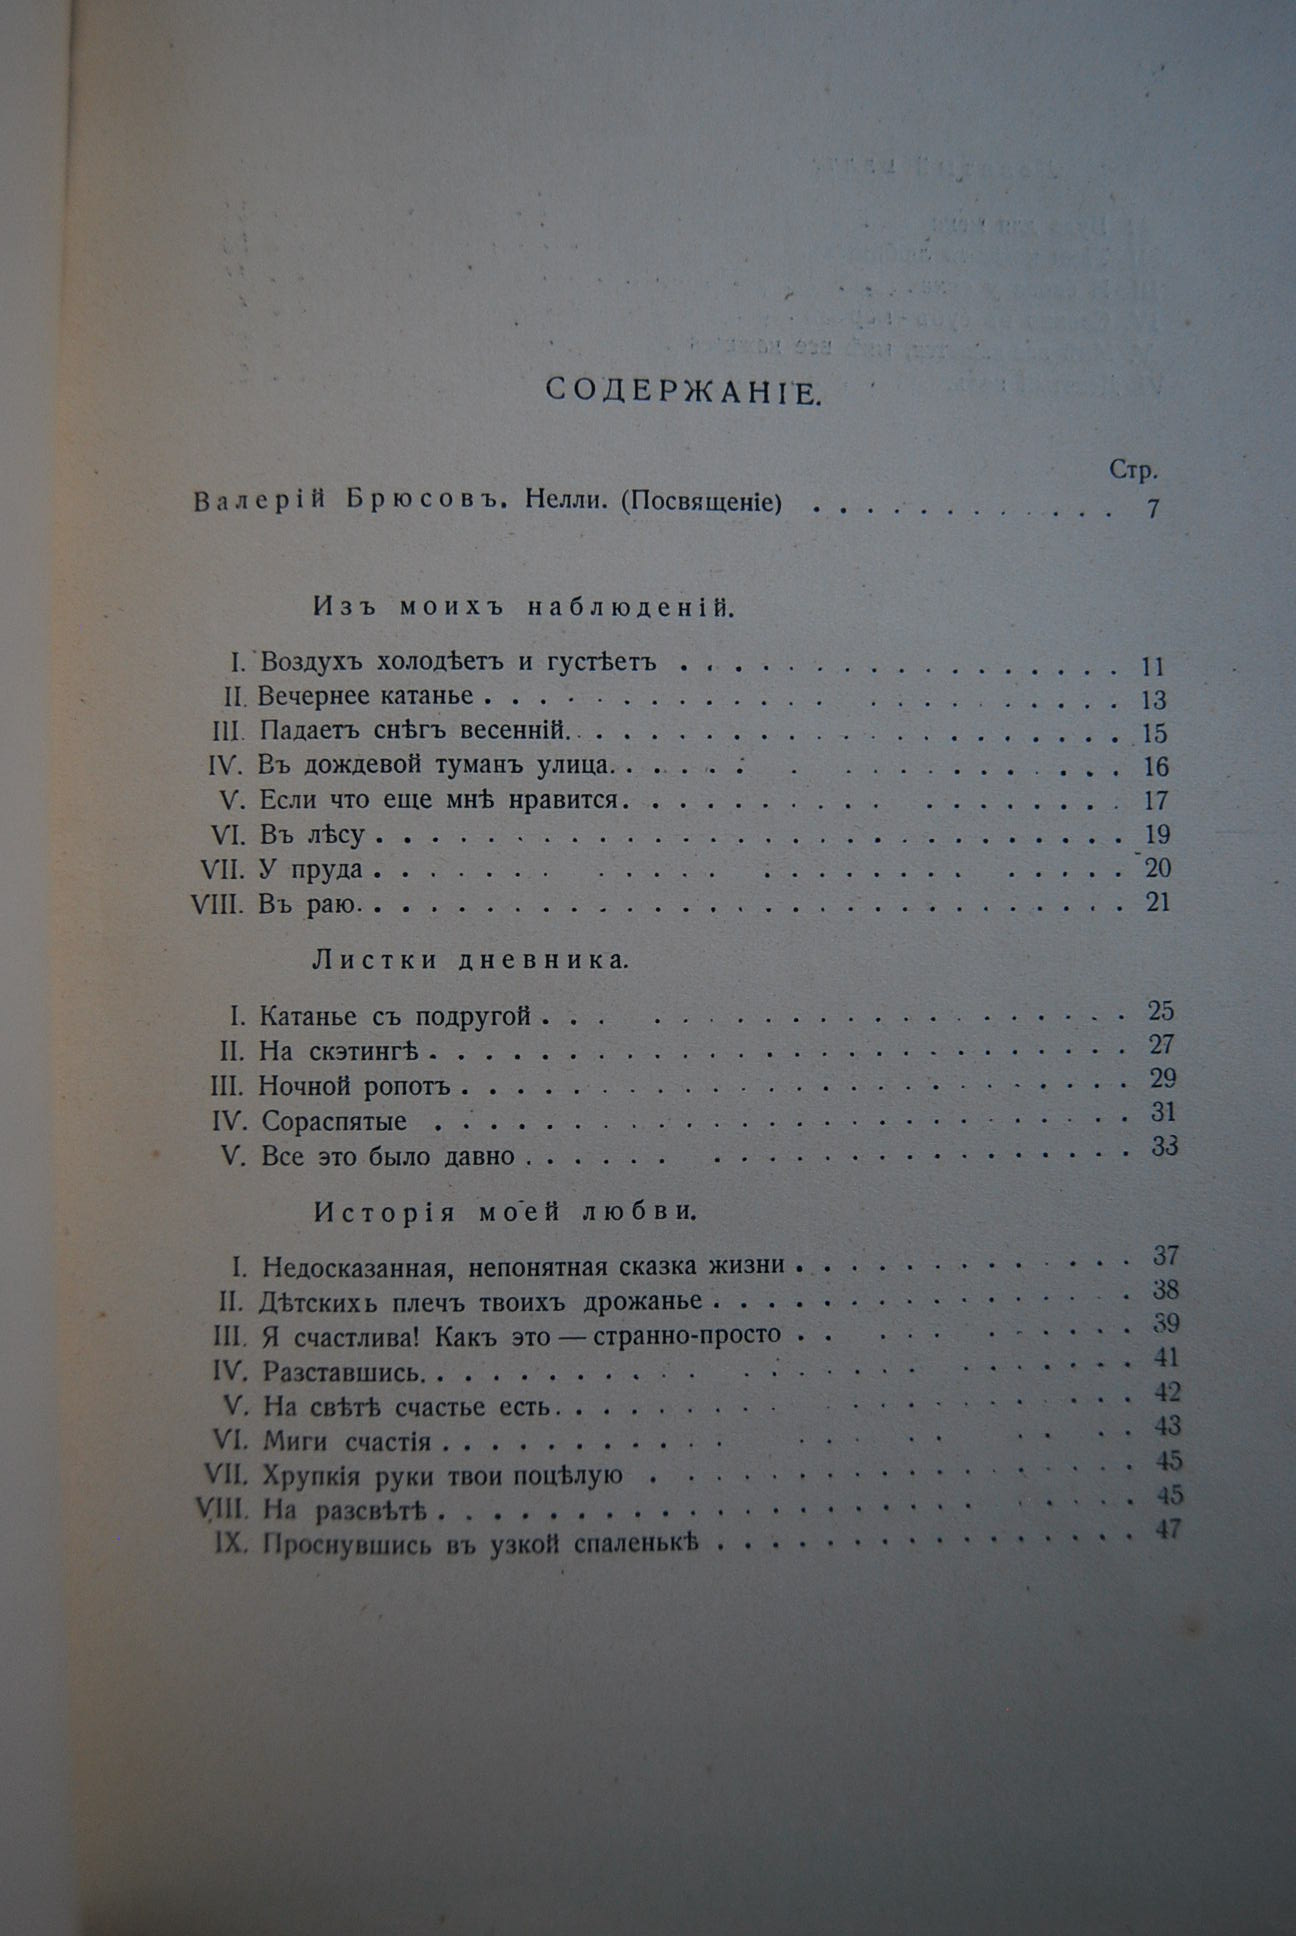 СОДЕРЖАНІЕ.
Стр.
Валерій Брюсовъ. Нелли. (Посвященіе) . . . . . . . . . . . . 7
Изъ моихъ наблюденій.
I. Воздухъ холодѣетъ и густѣетъ . . . . . . . . . . . . . . . . 11
II. Вечернее катанье . . . . . . . . . . . . . . . . . . . . . . 13
III. Падаетъ снѣгъ весенній. . . . . . . . . . . . . . . . . . . . 15
IV. Въ дождевой туманъ улица. . . . . . . . . . . . . . . . . . 16
V. Если что еще мнѣ нравится. . . . . . . . . . . . . . . . . . 17
VI. Въ лѣсу . . . . . . . . . . . . . . . . . . . . . . . . . . 19
VII. У пруда . . . . . . . . . . . . . . . . . . . . . . . . . . 20
VIII. Въ раю. . . . . . . . . . . . . . . . . . . . . . . . . . . 21
Листки дневника.
I. Катанье съ подругой . . . . . . . . . . . . . . . . . . . . 25
II. На скэтингѣ . . . . . . . . . . . . . . . . . . . . . . . . 27
III. Ночной ропотъ . . . . . . . . . . . . . . . . . . . . . . . 29
IV. Сораспятые . . . . . . . . . . . . . . . . . . . . . . . . 31
V. Все это было давно . . . . . . . . . . . . . . . . . . . . . 33
Исторія моей любви.
I. Недосказанная, непонятная сказка жизни . . . . . . . . . . . . 37
II. Дѣтскихъ плечъ твоихъ дрожанье . . . . . . . . . . . . . . . 38
III. Я счастлива! Какъ это — странно-просто . . . . . . . . . . . 39
IV. Разставшись. . . . . . . . . . . . . . . . . . . . . . . . . 41
V. На свѣтѣ счастье есть. . . . . . . . . . . . . . . . . . . . 42
VI. Миги счастія . . . . . . . . . . . . . . . . . . . . . . . 43
VII. Хрупкія руки твои поцѣлую . . . . . . . . . . . . . . . . . 45
VIII. На разсвѣтѣ . . . . . . . . . . . . . . . . . . . . . . . . 45
IX. Проснувшись въ узкой спаленькѣ . . . . . . . . . . . . . . . 47